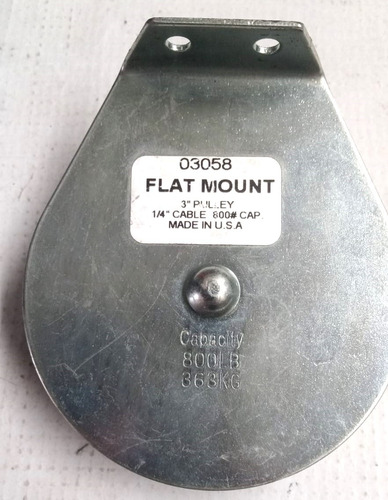 03058
FLAT MOUNT
3" PULLEY
1/4" CABLE 800# CAP.
MADE IN U.S.A
Capacity
800LB
363KG